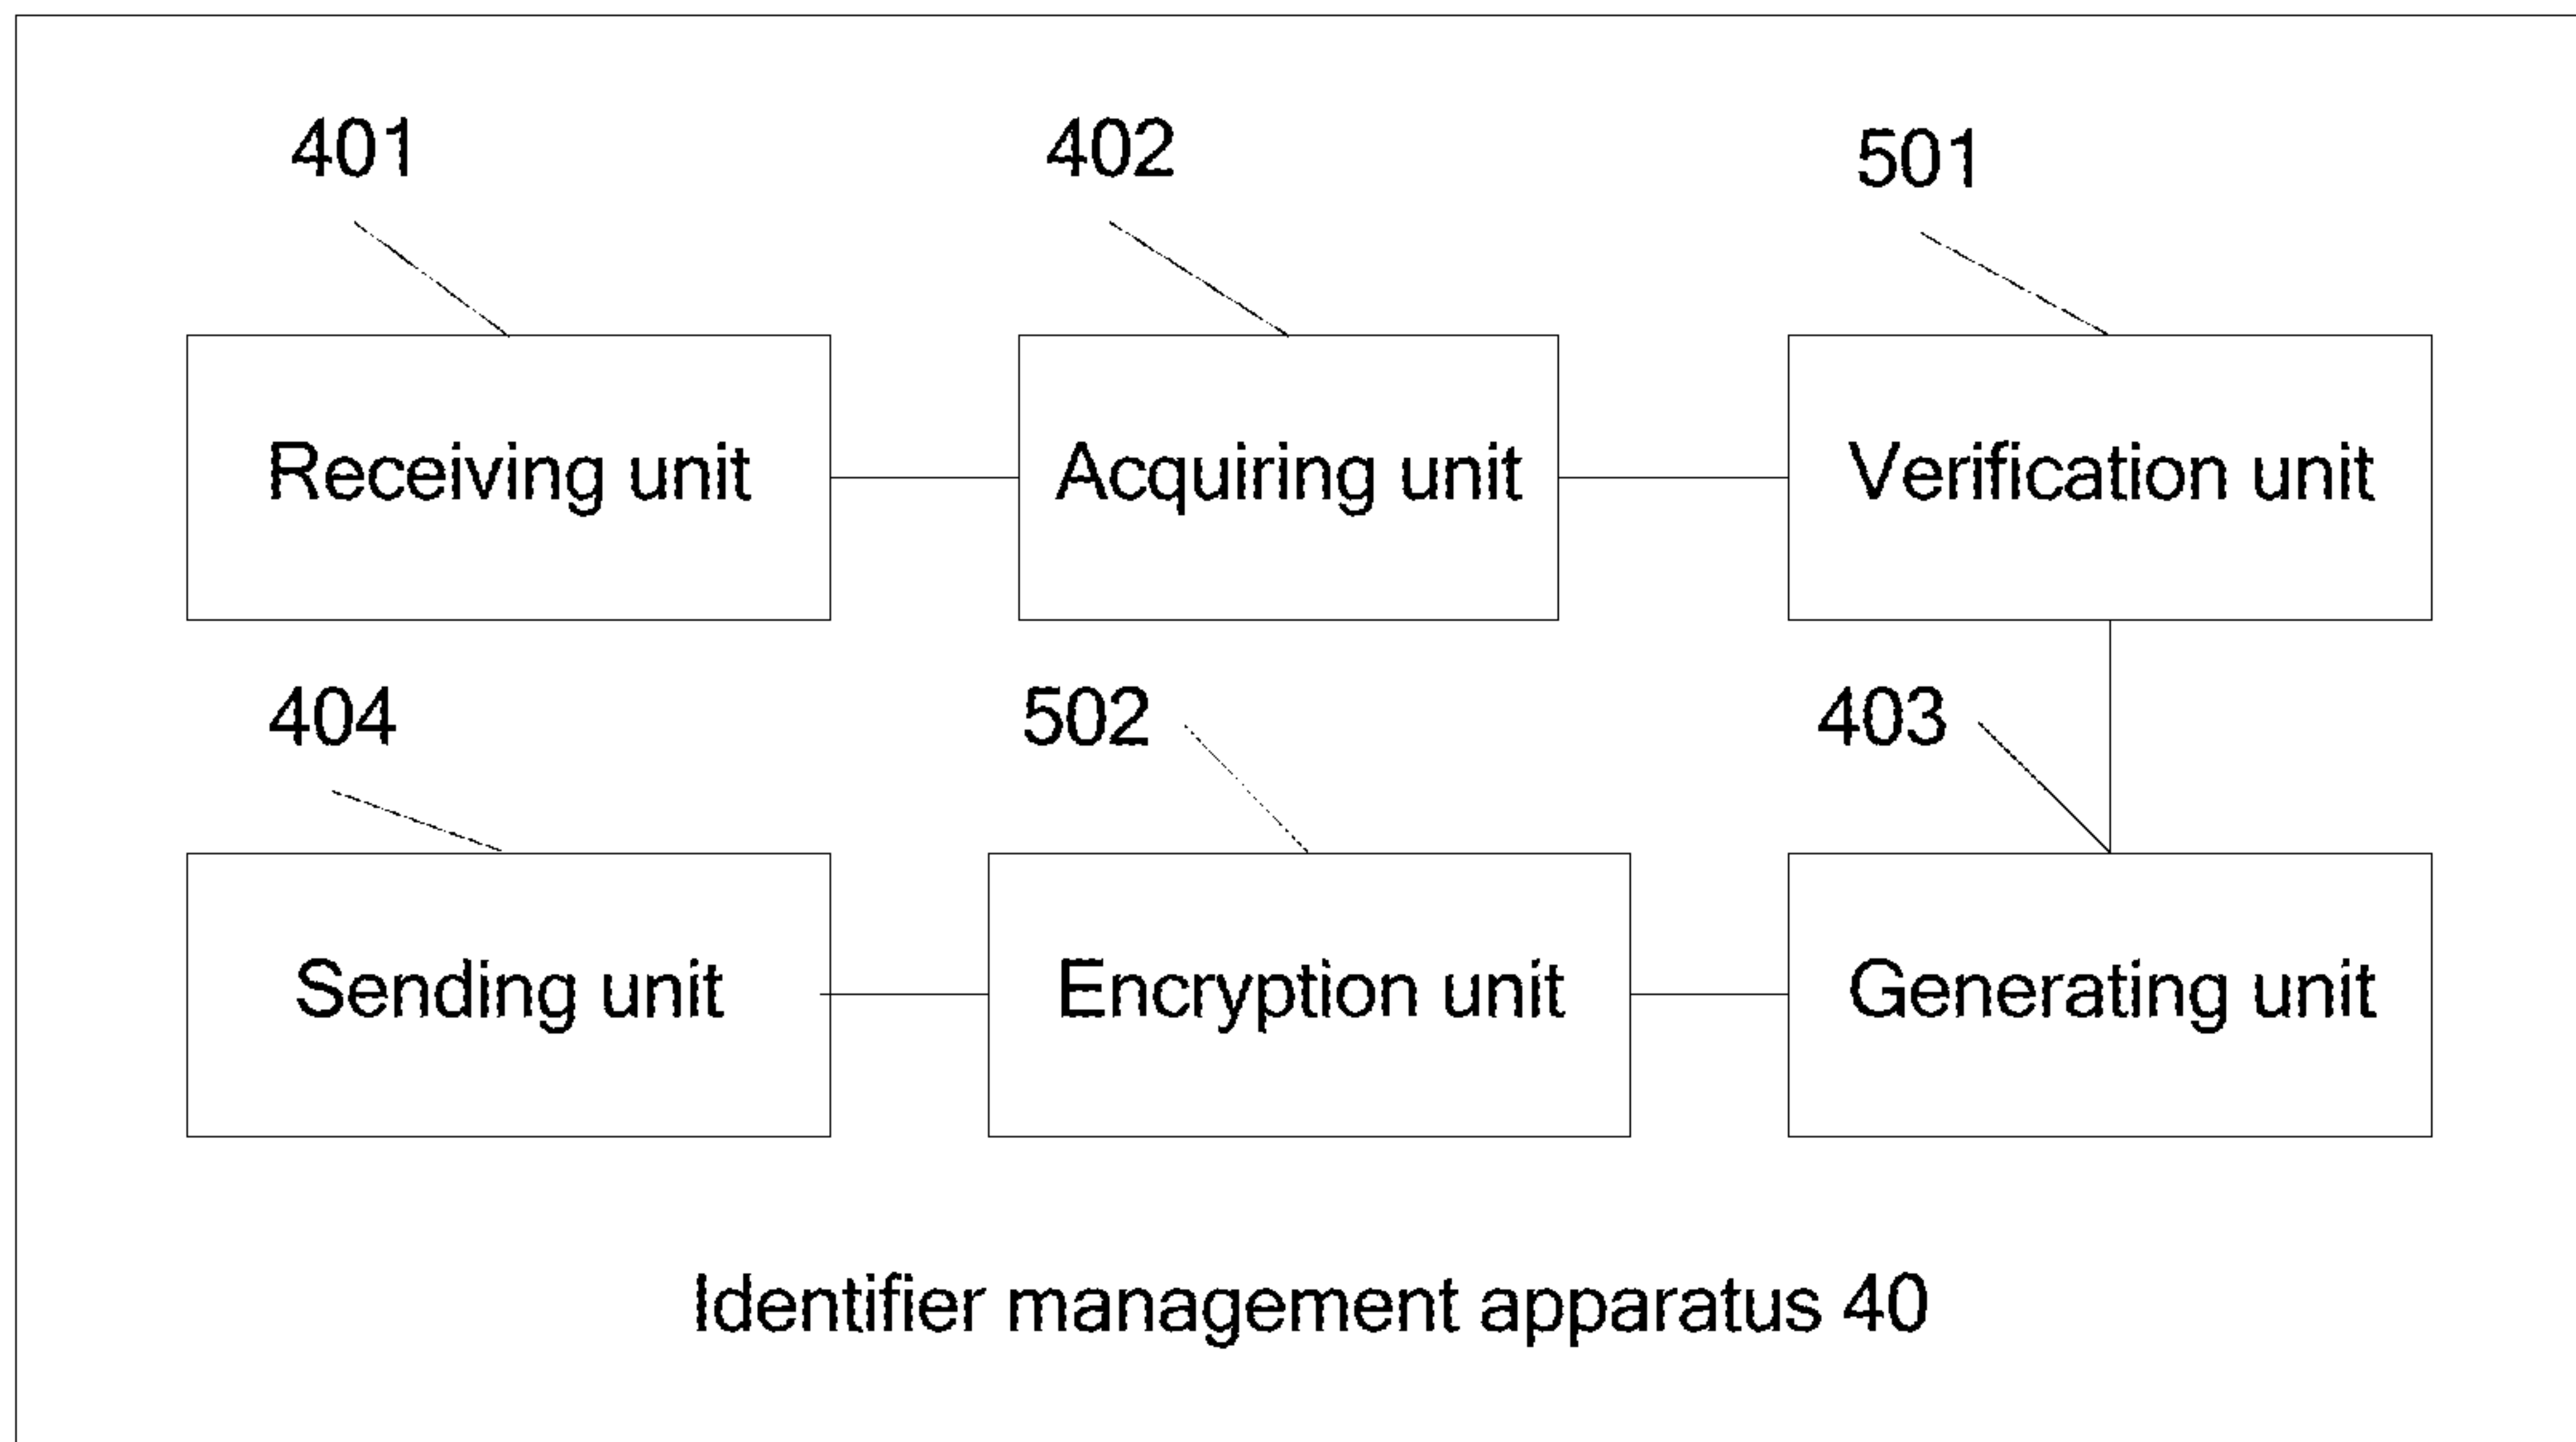 401
402
501
Receiving unit
Acquiring unit
Verification unit
404
502
403
Sending unit
Encryption unit
Generating unit
Identifier management apparatus 40